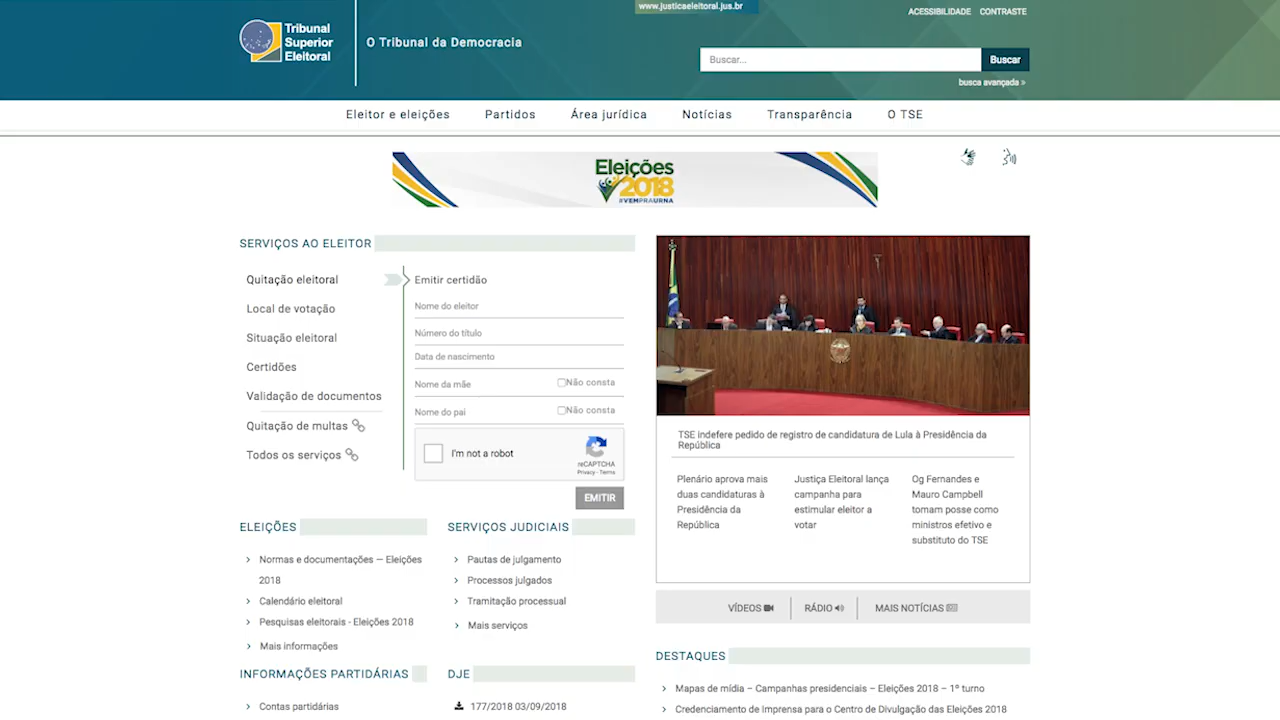 www.justicaeleitoral.jus.br
ACESSIBILIDADE CONTRASTE
Tribunal
Superior
Eleitoral
O Tribunal da Democracia
Buscar...
Buscar
busca avançada »
Eleitor e eleições Partidos Área jurídica Notícias Transparência O TSE
Eleições
2018
#VEMPRAURNA
SERVIÇOS AO ELEITOR
Quitação eleitoral
Local de votação
Situação eleitoral
Certidões
Validação de documentos
Quitação de multas
Todos os serviços
Emitir certidão
Nome do eleitor
Número do título
Data de nascimento
Nome da mãe Não consta
Nome do pai Não consta
I'm not a robot
reCAPTCHA
Privacy - Terms
EMITIR
TSE indefere pedido de registro de candidatura de Lula à Presidência da
República
Plenário aprova mais
duas candidaturas à
Presidência da
República
Justiça Eleitoral lança
campanha para
estimular eleitor a
votar
Og Fernandes e
Mauro Campbell
tomam posse como
ministros efetivo e
substituto do TSE
VÍDEOS RÁDIO MAIS NOTÍCIAS
ELEIÇÕES
Normas e documentações — Eleições
2018
Calendário eleitoral
Pesquisas eleitorais - Eleições 2018
Mais informações
SERVIÇOS JUDICIAIS
Pautas de julgamento
Processos julgados
Tramitação processual
Mais serviços
INFORMAÇÕES PARTIDÁRIAS
Contas partidárias
DJE
177/2018 03/09/2018
DESTAQUES
Mapas de mídia – Campanhas presidenciais – Eleições 2018 – 1º turno
Credenciamento de Imprensa para o Centro de Divulgação das Eleições 2018